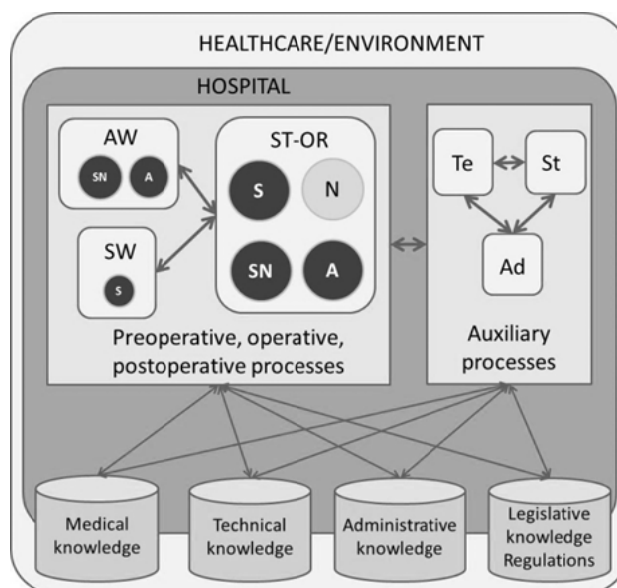 HEALTHCARE/ENVIRONMENT
HOSPITAL
AW
SN A
SW
S
ST-OR
S N
SN A
Preoperative, operative,
postoperative processes
Te St
Ad
Auxiliary
processes
Medical
knowledge
Technical
knowledge
Administrative
knowledge
Legislative
knowledge
Regulations